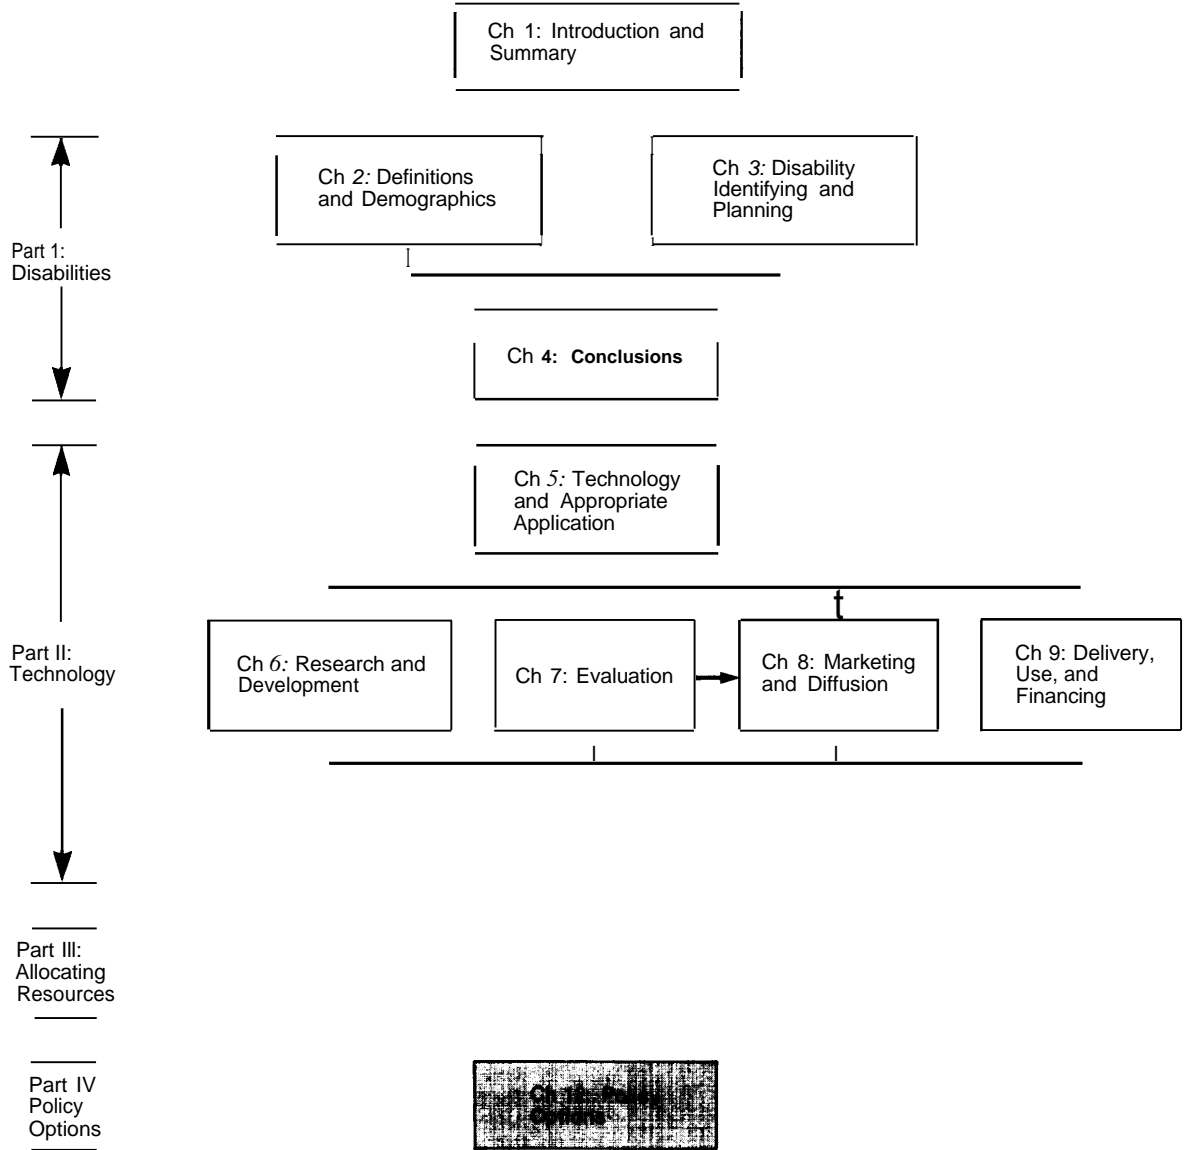 Ch 1: Introduction and
Summary
Part 1:
Disabilities
Ch 2: Definitions
and Demographics
Ch 3: Disability
Identifying and
Planning
Ch 4: Conclusions
Part II:
Technology
Ch 5: Technology
and Appropriate
Application
Ch 6: Research and
Development
Ch 7: Evaluation
Ch 8: Marketing
and Diffusion
Ch 9: Delivery,
Use, and
Financing
Part III:
Allocating
Resources
Part IV
Policy
Options
Ch Policy
Options